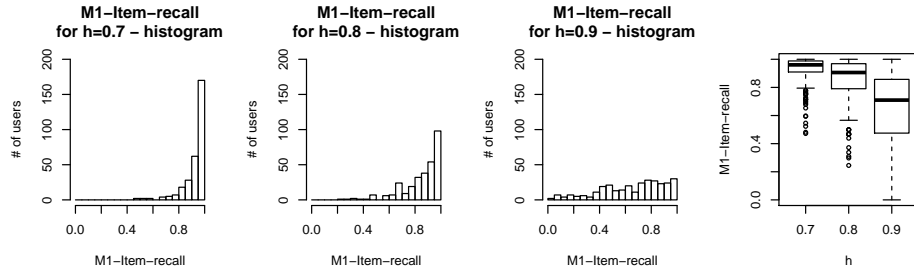 M1−Item−recall
for h=0.7 − histogram
# of users
200
150
100
50
0
0.0 0.4 0.8
M1−Item−recall
M1−Item−recall
for h=0.8 − histogram
# of users
200
150
100
50
0
0.0 0.4 0.8
M1−Item−recall
M1−Item−recall
for h=0.9 − histogram
# of users
200
150
100
50
0
0.0 0.4 0.8
M1−Item−recall
M1−Item−recall
0.8
0.4
0.0
0.7 0.8 0.9
h